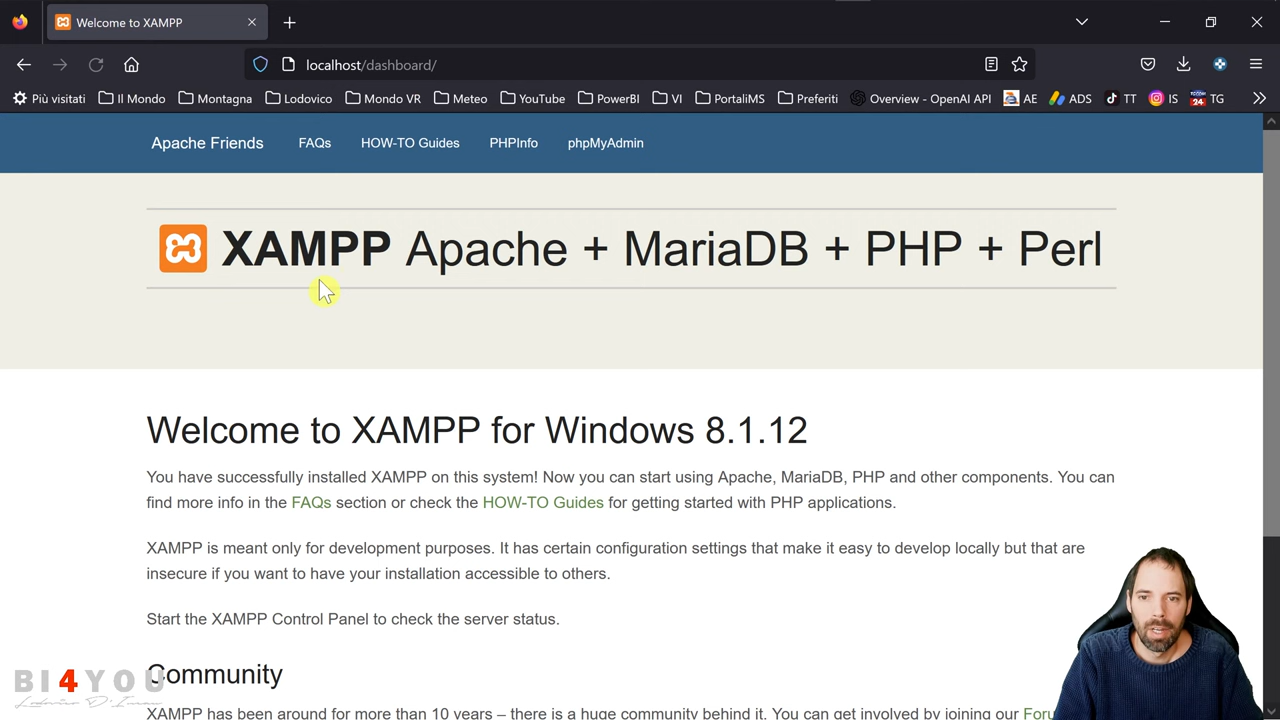 Welcome to XAMPP
localhost/dashboard/
Più visitati Il Mondo Montagna Lodovico Mondo VR Meteo YouTube PowerBI VI PortaliMS Preferiti Overview - OpenAI API AE ADS TT IS TG
Apache Friends FAQs HOW-TO Guides PHPInfo phpMyAdmin
XAMPP Apache + MariaDB + PHP + Perl
Welcome to XAMPP for Windows 8.1.12
You have successfully installed XAMPP on this system! Now you can start using Apache, MariaDB, PHP and other components. You can
find more info in the FAQs section or check the HOW-TO Guides for getting started with PHP applications.
XAMPP is meant only for development purposes. It has certain configuration settings that make it easy to develop locally but that are
insecure if you want to have your installation accessible to others.
Start the XAMPP Control Panel to check the server status.
Community
BI4YOU
XAMPP has been around for more than 10 years – there is a huge community behind it. You can get involved by joining our